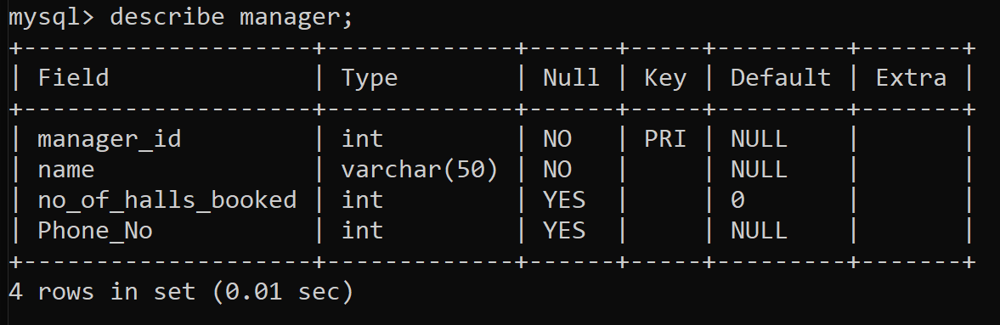 mysql> describe manager;
+--------------------+-------------+------+-----+---------+-------+
| Field              | Type        | Null | Key | Default | Extra |
+--------------------+-------------+------+-----+---------+-------+
| manager_id         | int         | NO   | PRI | NULL    |       |
| name               | varchar(50) | NO   |     | NULL    |       |
| no_of_halls_booked | int         | YES  |     | 0       |       |
| Phone_No           | int         | YES  |     | NULL    |       |
+--------------------+-------------+------+-----+---------+-------+
4 rows in set (0.01 sec)